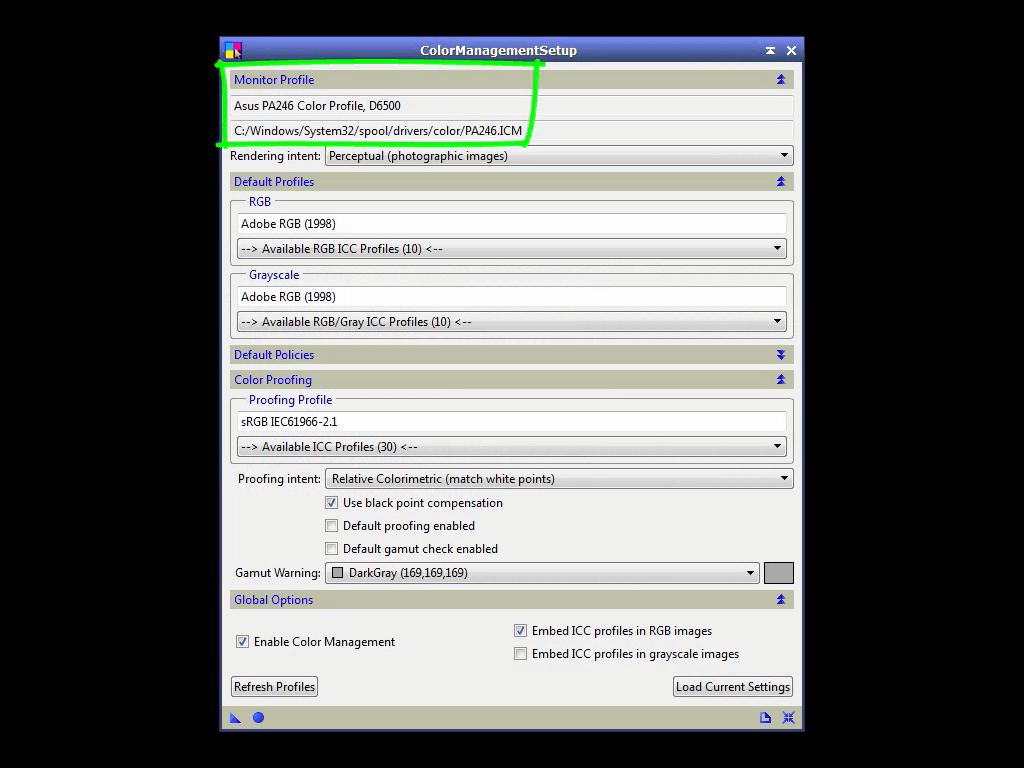 ColorManagementSetup
Monitor Profile
Asus PA246 Color Profile, D6500
C:/Windows/System32/spool/drivers/color/PA246.ICM
Rendering intent: Perceptual (photographic images)
Default Profiles
RGB
Adobe RGB (1998)
--> Available RGB ICC Profiles (10) <--
Grayscale
Adobe RGB (1998)
--> Available RGB/Gray ICC Profiles (10) <--
Default Policies
Color Proofing
Proofing Profile
sRGB IEC61966-2.1
--> Available ICC Profiles (30) <--
Proofing intent: Relative Colorimetric (match white points)
Use black point compensation
Default proofing enabled
Default gamut check enabled
Gamut Warning: DarkGray (169,169,169)
Global Options
Enable Color Management
Embed ICC profiles in RGB images
Embed ICC profiles in grayscale images
Refresh Profiles Load Current Settings